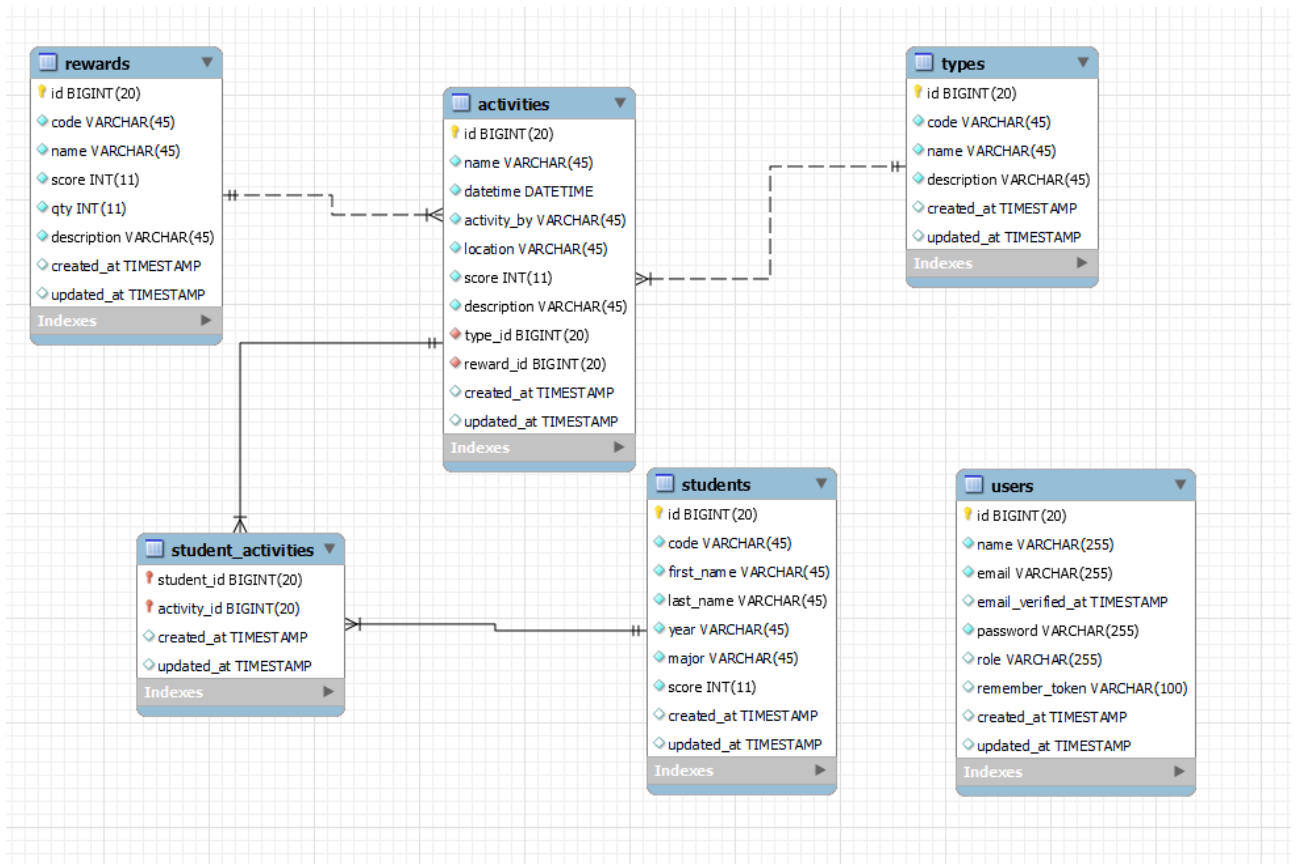 rewards
id BIGINT(20)
code VARCHAR(45)
name VARCHAR(45)
score INT(11)
qty INT(11)
description VARCHAR(45)
created_at TIMESTAMP
updated_at TIMESTAMP
Indexes
activities
id BIGINT(20)
name VARCHAR(45)
datetime DATETIME
activity_by VARCHAR(45)
location VARCHAR(45)
score INT(11)
description VARCHAR(45)
type_id BIGINT(20)
reward_id BIGINT(20)
created_at TIMESTAMP
updated_at TIMESTAMP
Indexes
types
id BIGINT(20)
code VARCHAR(45)
name VARCHAR(45)
description VARCHAR(45)
created_at TIMESTAMP
updated_at TIMESTAMP
Indexes
student_activities
student_id BIGINT(20)
activity_id BIGINT(20)
created_at TIMESTAMP
updated_at TIMESTAMP
Indexes
students
id BIGINT(20)
code VARCHAR(45)
first_name VARCHAR(45)
last_name VARCHAR(45)
year VARCHAR(45)
major VARCHAR(45)
score INT(11)
created_at TIMESTAMP
updated_at TIMESTAMP
Indexes
users
id BIGINT(20)
name VARCHAR(255)
email VARCHAR(255)
email_verified_at TIMESTAMP
password VARCHAR(255)
role VARCHAR(255)
remember_token VARCHAR(100)
created_at TIMESTAMP
updated_at TIMESTAMP
Indexes